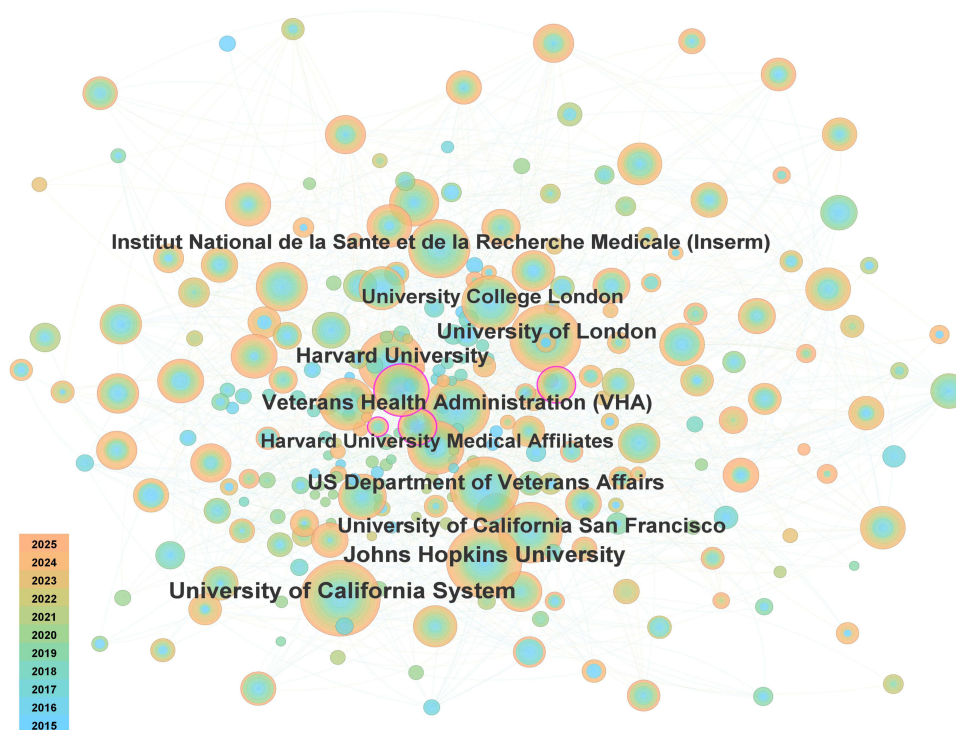 Institut National de la Sante et de la Recherche Medicale (Inserm)
University College London
University of London
Harvard University
Veterans Health Administration (VHA)
Harvard University Medical Affiliates
US Department of Veterans Affairs
University of California San Francisco
Johns Hopkins University
University of California System
2025
2024
2023
2022
2021
2020
2019
2018
2017
2016
2015